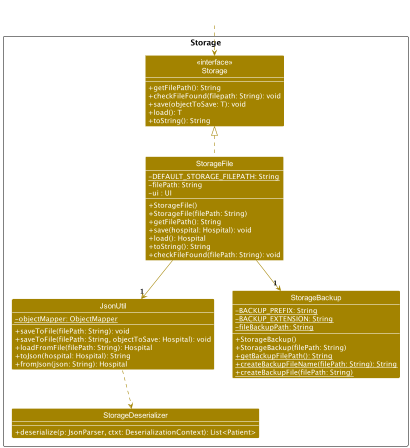 Storage
«interface»
Storage
+getFilePath(): String
+checkFileFound(filepath: String): void
+save(objectToSave: T): void
+load(): T
+toString(): String
StorageFile
-DEFAULT_STORAGE_FILEPATH: String
-filePath: String
-ui : UI
+StorageFile()
+StorageFile(filePath: String)
+getFilePath(): String
+save(hospital: Hospital): void
+load(): Hospital
+toString(): String
+checkFileFound(filePath: String): void
1
1
JsonUtil
-objectMapper: ObjectMapper
+saveToFile(filePath: String): void
+saveToFile(filePath: String, objectToSave: Hospital): void
+loadFromFile(filePath: String): Hospital
+toJson(hospital: Hospital): String
+fromJson(json: String): Hospital
StorageBackup
-BACKUP_PREFIX: String
-BACKUP_EXTENSION: String
-fileBackupPath: String
+StorageBackup()
+StorageBackup(filePath: String)
+getBackupFilePath(): String
+createBackupFileName(filePath: String): String
+createBackupFile(filePath: String)
StorageDeserializer
+deserialize(p: JsonParser, ctxt: DeserializationContext): List<Patient>